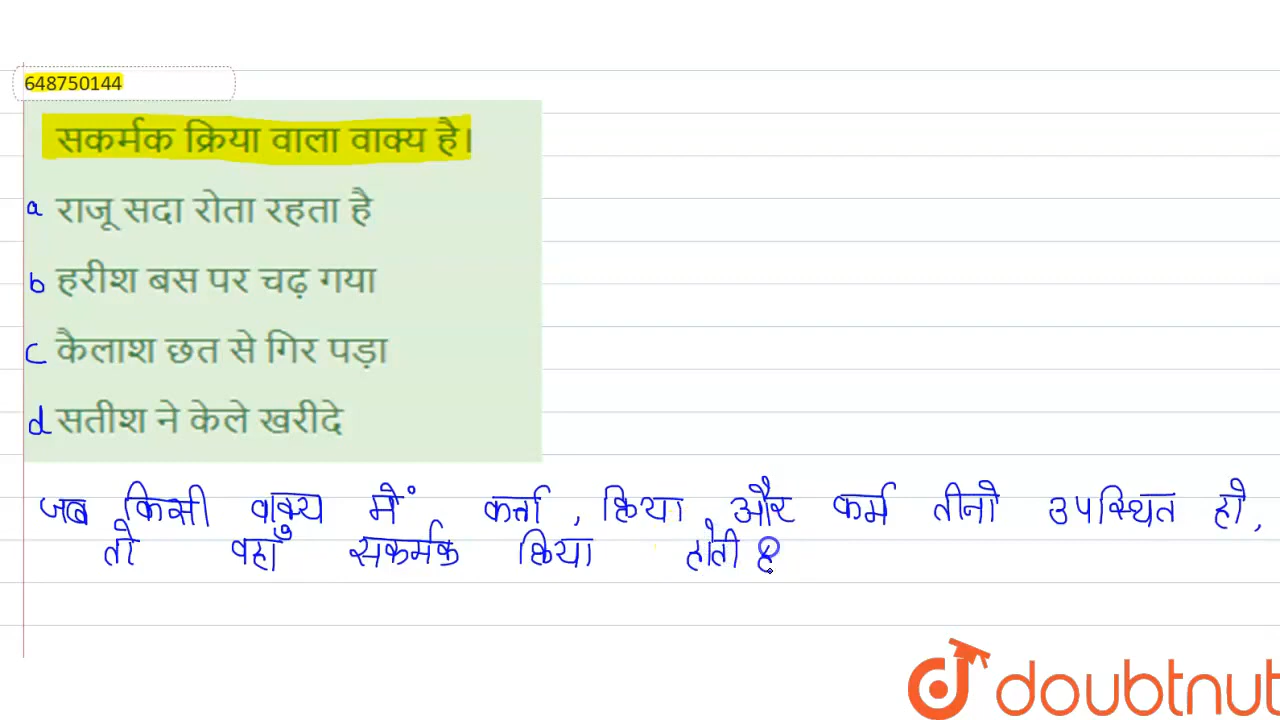 648750144
सकर्मक क्रिया वाला वाक्य है।
a राजू सदा रोता रहता है
b हरीश बस पर चढ़ गया
c कैलाश छत से गिर पड़ा
d सतीश ने केले खरीदे
जब किसी वाक्य में कर्त्ता, क्रिया और कर्म तीनो उपस्थित हो,
तो वहाँ सकर्मक क्रिया होती है
doubtnut